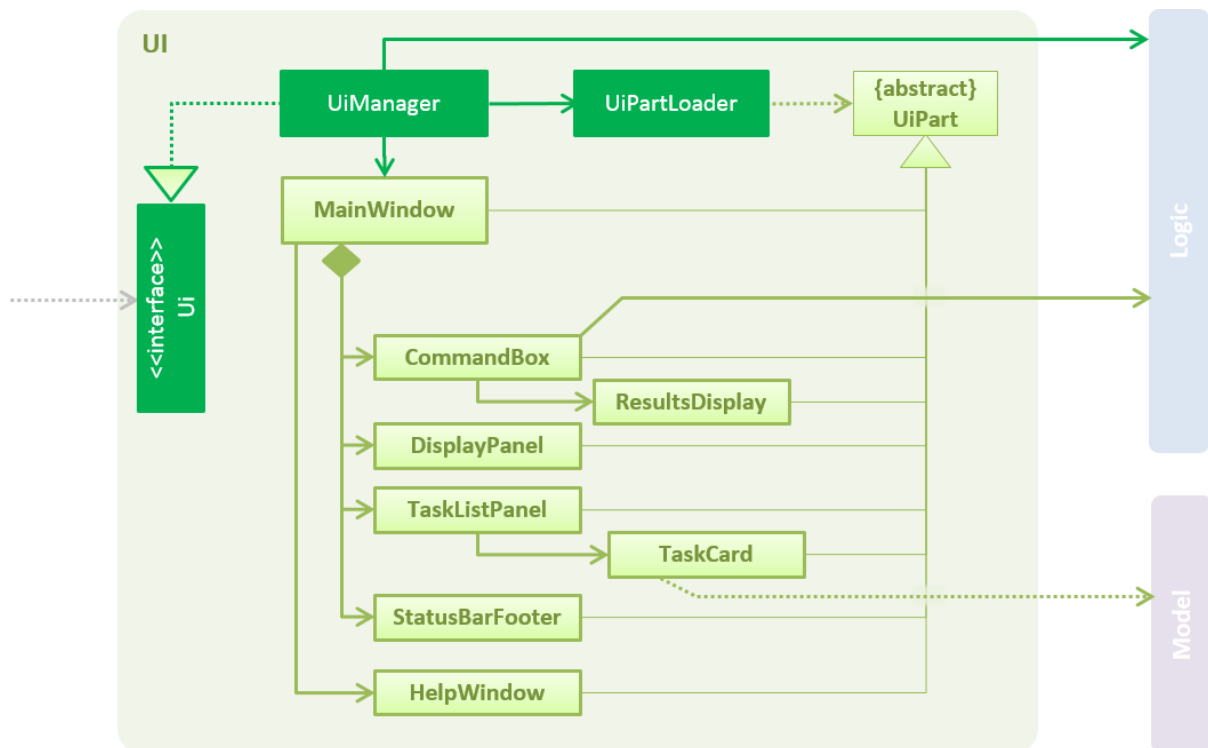 UI
UiManager
UiPartLoader
{abstract}
UiPart
MainWindow
<<interface>>
Ui
Logic
CommandBox
ResultsDisplay
DisplayPanel
TaskListPanel
TaskCard
StatusBarFooter
HelpWindow
Model